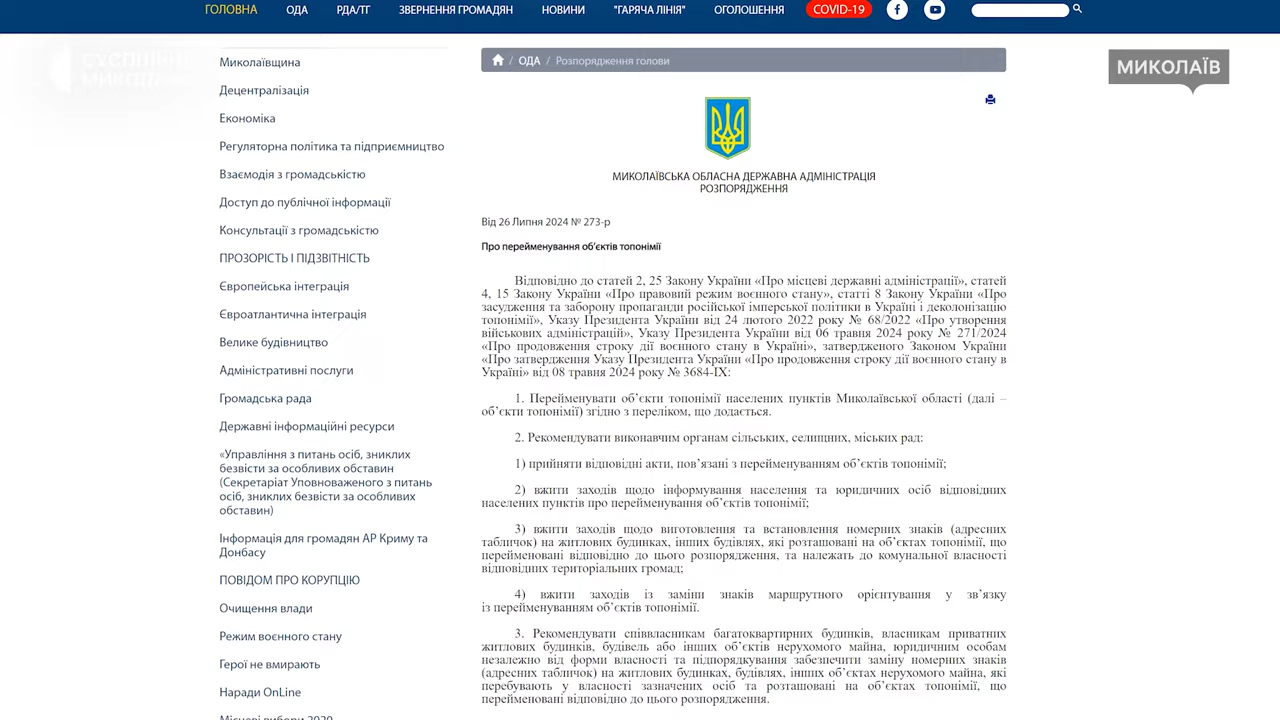 ГОЛОВНА ОДА РДА/ТГ ЗВЕРНЕННЯ ГРОМАДЯН НОВИНИ "ГАРЯЧА ЛІНІЯ" ОГОЛОШЕННЯ COVID-19
СУСПІЛЬНЕ
МИКОЛАЇВ
МИКОЛАЇВ
Миколаївщина
Децентралізація
Економіка
Регуляторна політика та підприємництво
Взаємодія з громадськістю
Доступ до публічної інформації
Консультації з громадськістю
ПРОЗОРІСТЬ І ПІДЗВІТНІСТЬ
Європейська інтеграція
Євроатлантична інтеграція
Велике будівництво
Адміністративні послуги
Громадська рада
Державні інформаційні ресурси
«Управління з питань осіб, зниклих
безвісти за особливих обставин
(Секретаріат Уповноваженого з питань
осіб, зниклих безвісти за особливих
обставин)
Інформація для громадян АР Криму та
Донбасу
ПОВІДОМ ПРО КОРУПЦІЮ
Очищення влади
Режим воєнного стану
Герої не вмирають
Наради OnLine
Місцеві вибори 2020
/ ОДА / Розпорядження голови
МИКОЛАЇВСЬКА ОБЛАСНА ДЕРЖАВНА АДМІНІСТРАЦІЯ
РОЗПОРЯДЖЕННЯ
Від 26 Липня 2024 № 273-р
Про перейменування об’єктів топонімії
Відповідно до статей 2, 25 Закону України «Про місцеві державні адміністрації», статей
4, 15 Закону України «Про правовий режим воєнного стану», статті 8 Закону України «Про
засудження та заборону пропаганди російської імперської політики в Україні і деколонізацію
топонімії», Указу Президента України від 24 лютого 2022 року № 68/2022 «Про утворення
військових адміністрацій», Указу Президента України від 06 травня 2024 року № 271/2024
«Про продовження строку дії воєнного стану в Україні», затвердженого Законом України
«Про затвердження Указу Президента України «Про продовження строку дії воєнного стану в
Україні» від 08 травня 2024 року № 3684-IX:
1. Перейменувати об’єкти топонімії населених пунктів Миколаївської області (далі –
об’єкти топонімії) згідно з переліком, що додається.
2. Рекомендувати виконавчим органам сільських, селищних, міських рад:
1) прийняти відповідні акти, пов’язані з перейменуванням об’єктів топонімії;
2) вжити заходів щодо інформування населення та юридичних осіб відповідних
населених пунктів про перейменування об’єктів топонімії;
3) вжити заходів щодо виготовлення та встановлення номерних знаків (адресних
табличок) на житлових будинках, інших будівлях, які розташовані на об’єктах топонімії, що
перейменовані відповідно до цього розпорядження, та належать до комунальної власності
відповідних територіальних громад;
4) вжити заходів із заміни знаків маршрутного орієнтування у зв’язку
із перейменуванням об’єктів топонімії.
3. Рекомендувати співвласникам багатоквартирних будинків, власникам приватних
житлових будинків, будівель або інших об’єктів нерухомого майна, юридичним особам
незалежно від форми власності та підпорядкування забезпечити заміну номерних знаків
(адресних табличок) на житлових будинках, будівлях, інших об’єктах нерухомого майна, які
перебувають у власності зазначених осіб та розташовані на об’єктах топонімії, що
перейменовані відповідно до цього розпорядження.